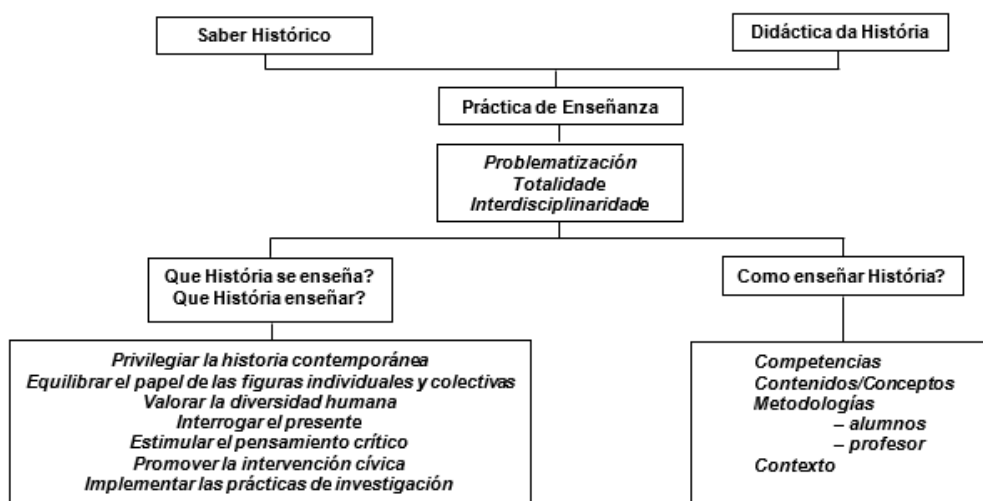 Saber Histórico
Didáctica da História
Práctica de Enseñanza
Problematización
Totalidade
Interdisciplinaridade
Que História se enseña?
Que História enseñar?
Como enseñar História?
Privilegiar la historia contemporánea
Equilibrar el papel de las figuras individuales y colectivas
Valorar la diversidad humana
Interrogar el presente
Estimular el pensamiento crítico
Promover la intervención cívica
Implementar las prácticas de investigación
Competencias
Contenidos/Conceptos
Metodologías
– alumnos
– profesor
Contexto